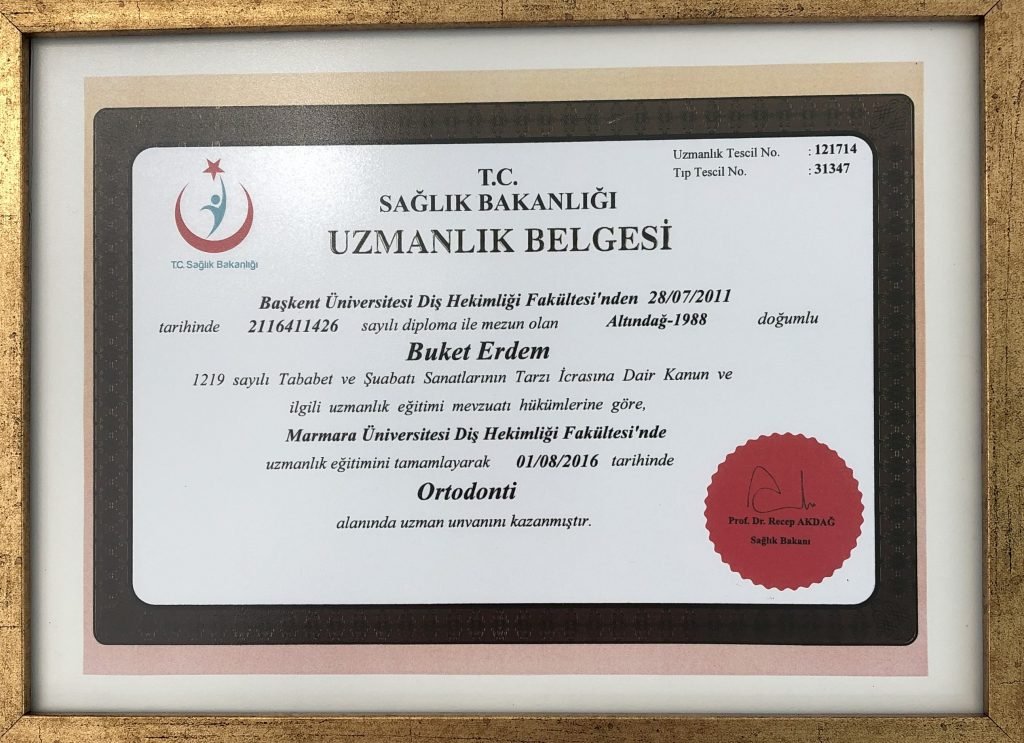 Uzmanlık Tescil No. : 121714
Tıp Tescil No. : 31347
T.C. Sağlık Bakanlığı
T.C.
SAĞLIK BAKANLIĞI
UZMANLIK BELGESİ
Başkent Üniversitesi Diş Hekimliği Fakültesi'nden 28/07/2011
tarihinde 2116411426 sayılı diploma ile mezun olan Altındağ-1988 doğumlu
Buket Erdem
1219 sayılı Tababet ve Şuabatı Sanatlarının Tarzı İcrasına Dair Kanun ve
ilgili uzmanlık eğitimi mevzuatı hükümlerine göre,
Marmara Üniversitesi Diş Hekimliği Fakültesi'nde
uzmanlık eğitimini tamamlayarak 01/08/2016 tarihinde
Ortodonti
alanında uzman unvanını kazanmıştır.
Prof. Dr. Recep AKDAĞ
Sağlık Bakanı